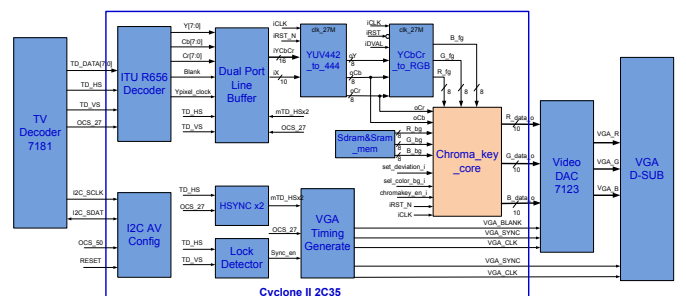 TV
Decoder
7181
TD_DATA[7:0]
TD_HS
TD_VS
OCS_27
I2C_SCLK
I2C_SDAT
OCS_50
RESET
ITU R656
Decoder
Y[7:0]
Cb[7:0]
Cr[7:0]
Blank
Ypixel_clock
TD_HS
TD_VS
Dual Port
Line
Buffer
mTD_HSx2
OCS_27
iCLK
iRST_N
iYCbCr
16
iX
10
clk_27M
YUV442
_to_444
oY
8
oCb
8
oCr
8
iCLK
iRST
iDVAL
clk_27M
YCbCr
_to_RGB
B_fg
G_fg
R_fg
8
8
8
oCr
oCb
Sdram&Sram
_mem
R_bg
8
G_bg
8
B_bg
8
set_deviation_i
sel_color_bg_i
chromakey_en_i
iRST_N
iCLK
Chroma_key
_core
R_data_o
10
G_data_o
10
B_data_o
10
Video
DAC
7123
VGA_R
VGA_G
VGA_B
VGA
D-SUB
I2C AV
Config
TD_HS
OCS_27
HSYNC x2
mTD_HSx2
OCS_27
TD_HS
TD_VS
Lock
Detector
Sync_en
VGA
Timing
Generate
VGA_BLANK
VGA_SYNC
VGA_CLK
VGA_SYNC
VGA_CLK
Cyclone II 2C35